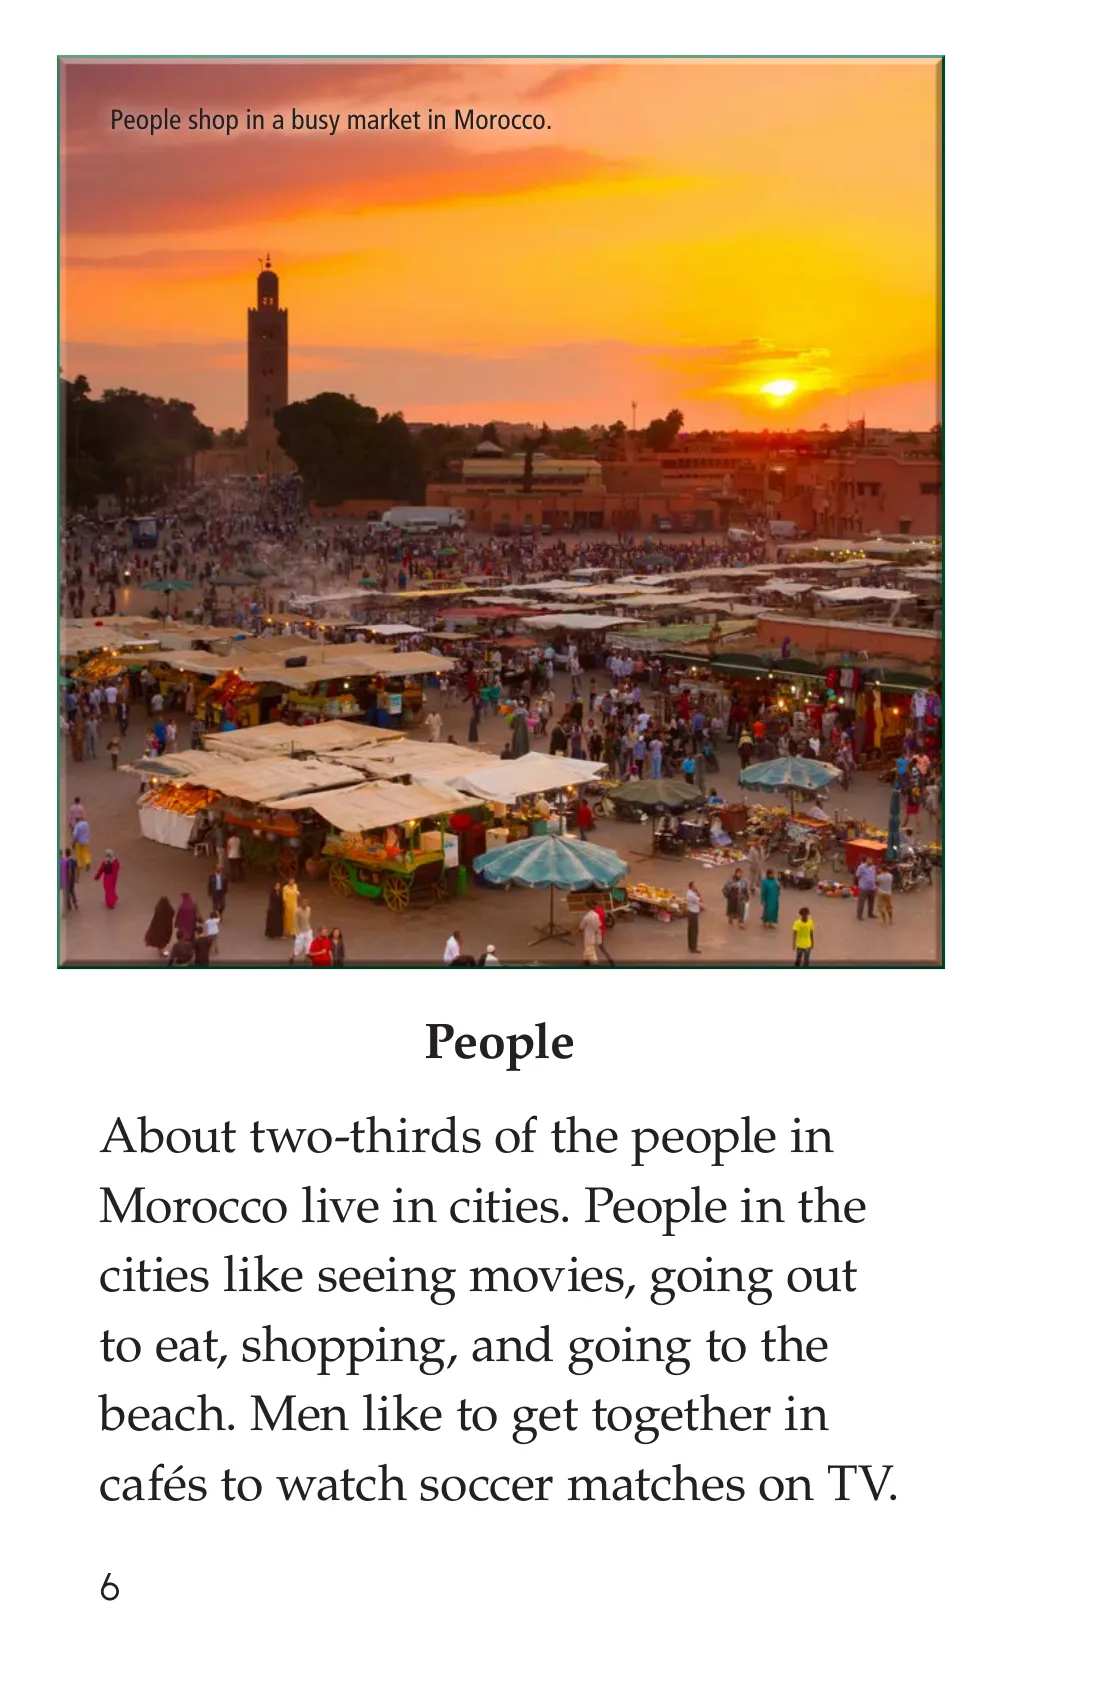 People shop in a busy market in Morocco.
People
About two-thirds of the people in
Morocco live in cities. People in the
cities like seeing movies, going out
to eat, shopping, and going to the
beach. Men like to get together in
cafés to watch soccer matches on TV.
6